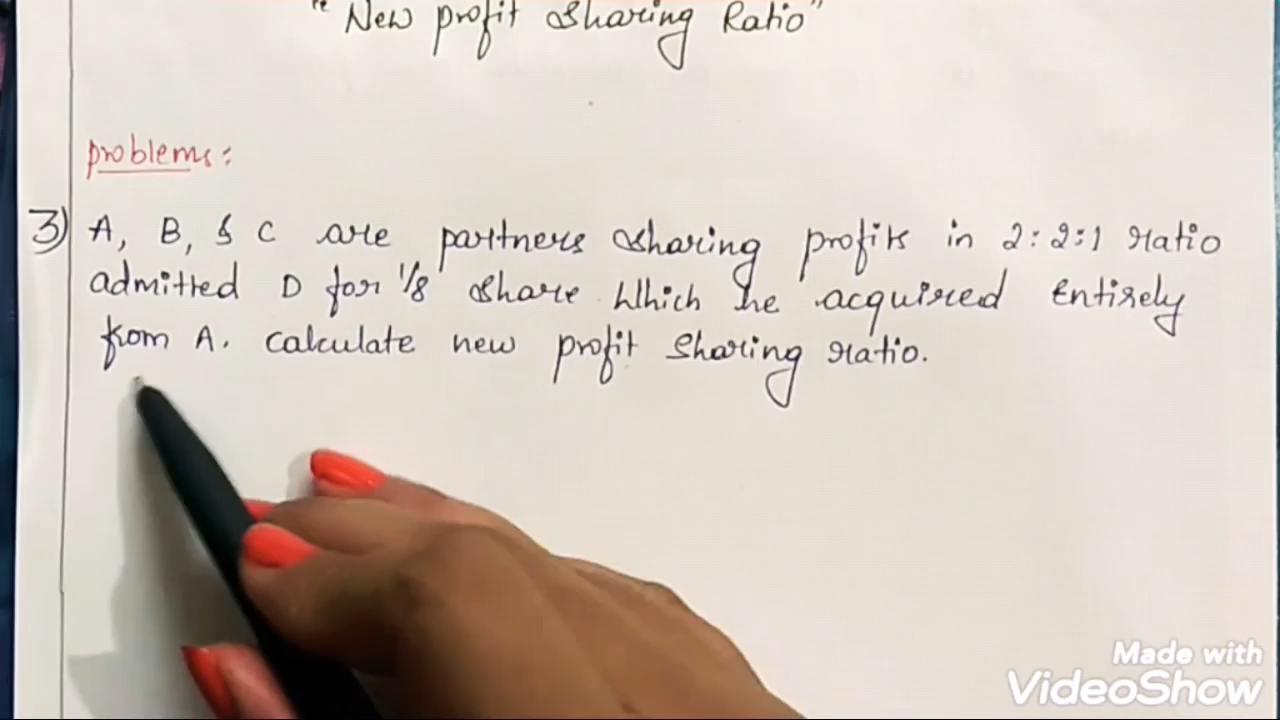 " New profit Sharing Ratio "
problems:
3) A, B, & C are partners sharing profits in 2:2:1 ratio
admitted D for 1/8 share Which he acquired Entirely
from A. calculate new profit sharing ratio.
Made with
VideoShow